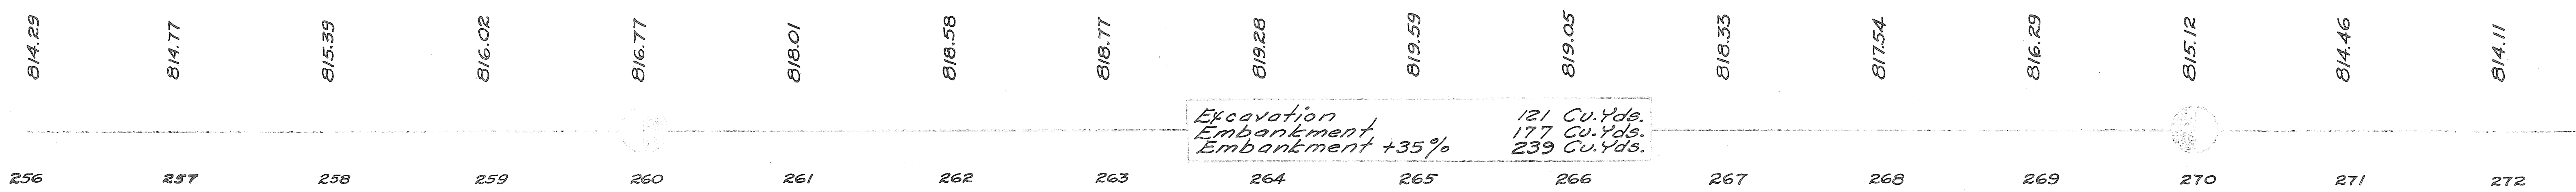 814.29 814.77 815.39 816.02 816.77 818.01 818.58 818.77 819.28 819.59 819.05 818.33 817.54 816.29 815.12 814.46 814.11
Excavation 121 Cu.Yds.
Embankment 177 Cu.Yds.
Embankment +35% 239 Cu.Yds.
256 257 258 259 260 261 262 263 264 265 266 267 268 269 270 271 272